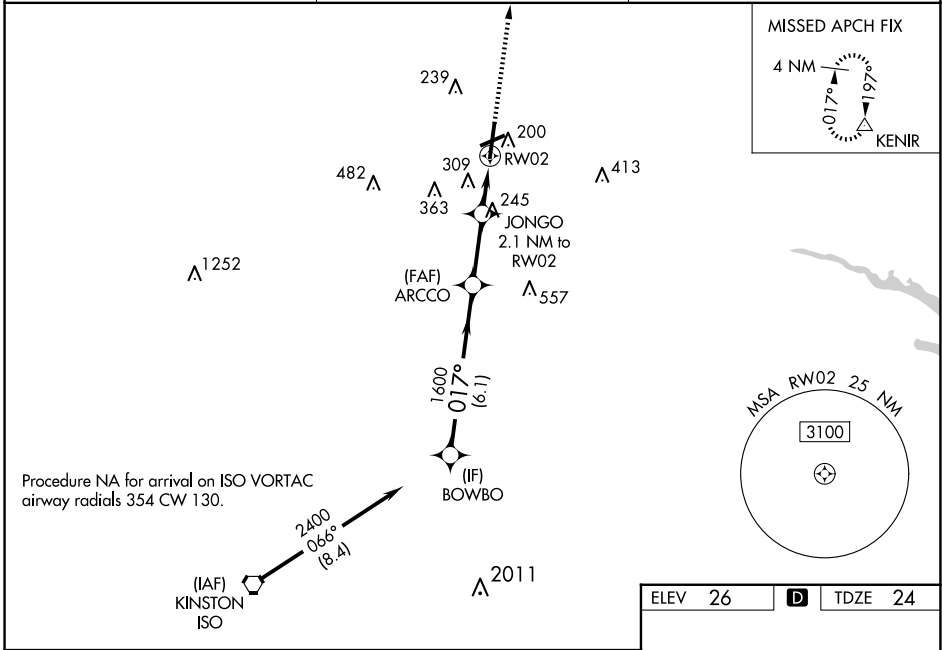 MISSED APCH FIX
4 NM
017°
197°
KENIR
239
200
RW02
309
482
363
413
245
JONGO
2.1 NM to
RW02
1252
(FAF)
ARCCO
557
1600
017°
(6.1)
MSA RW02 25 NM
3100
(IF)
BOWBO
Procedure NA for arrival on ISO VORTAC
airway radials 354 CW 130.
2400
066°
(8.4)
(IAF)
KINSTON
ISO
2011
ELEV 26
D
TDZE 24